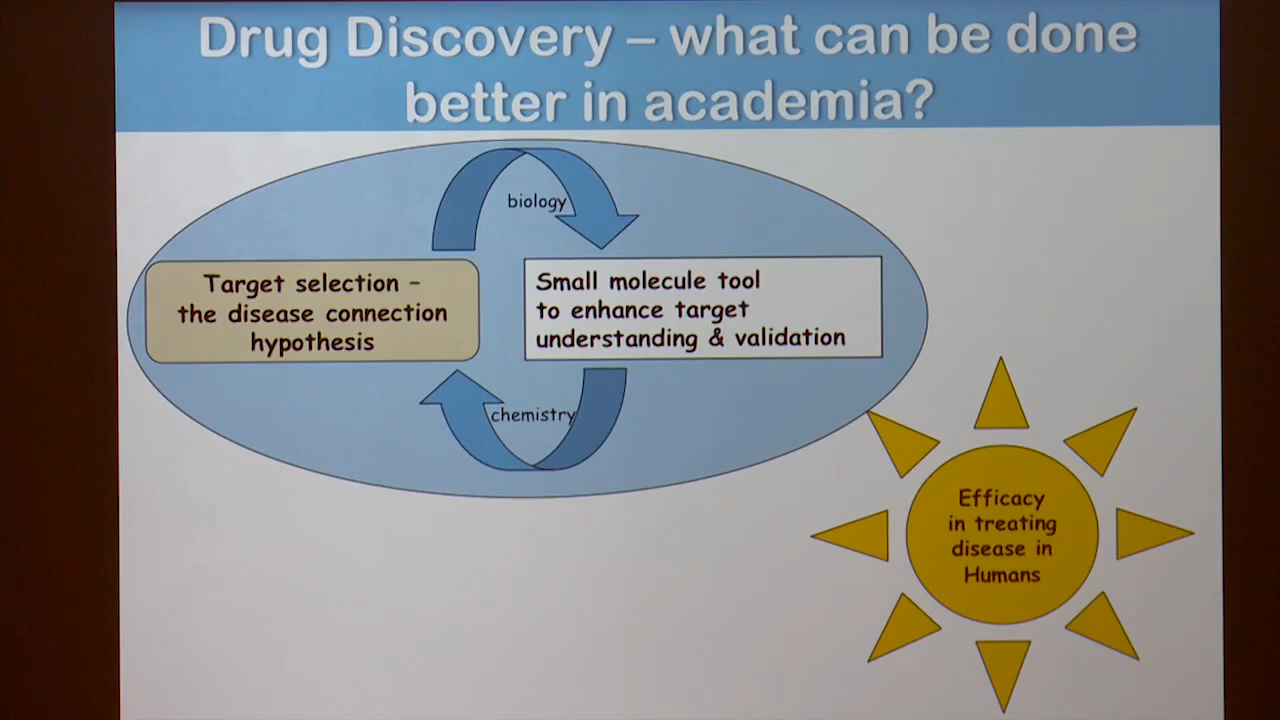 Drug Discovery – what can be done
better in academia?
biology
Target selection –
the disease connection
hypothesis
Small molecule tool
to enhance target
understanding & validation
chemistry
Efficacy
in treating
disease in
Humans